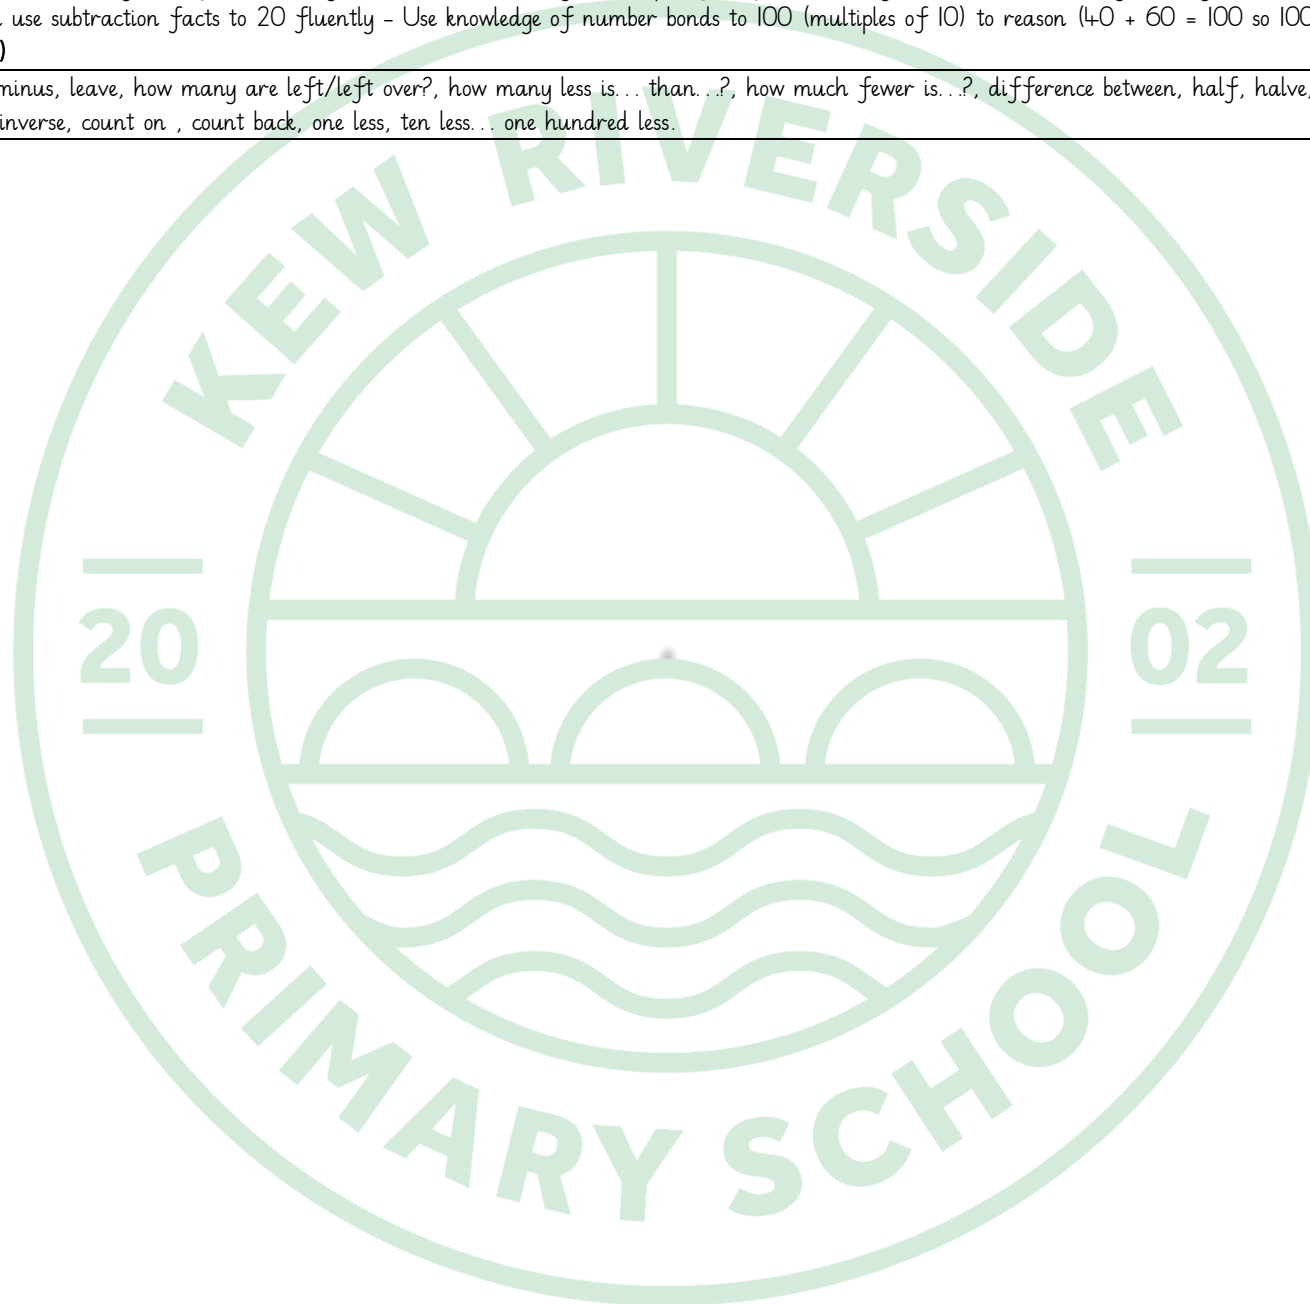 use subtraction facts to 20 fluently – Use knowledge of number bonds to 100 (multiples of 10) to reason (40 + 60 = 100 so 100
)
minus, leave, how many are left/left over?, how many less is... than...?, how much fewer is...?, difference between, half, halve,
inverse, count on , count back, one less, ten less... one hundred less.
KEW RIVERSIDE
20
02
PRIMARY SCHOOL